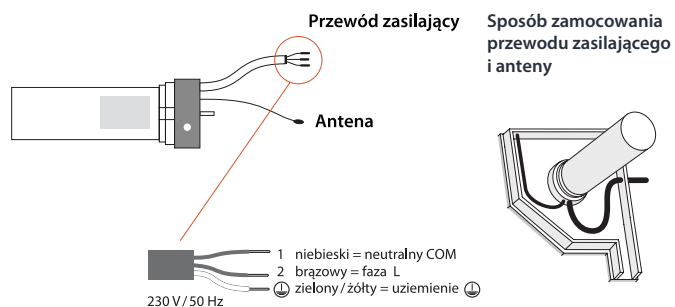 Przewód zasilający
Sposób zamocowania
przewodu zasilającego
i anteny
Antena
1 niebieski = neutralny COM
2 brązowy = faza L
zielony / żółty = uziemienie
230 V / 50 Hz